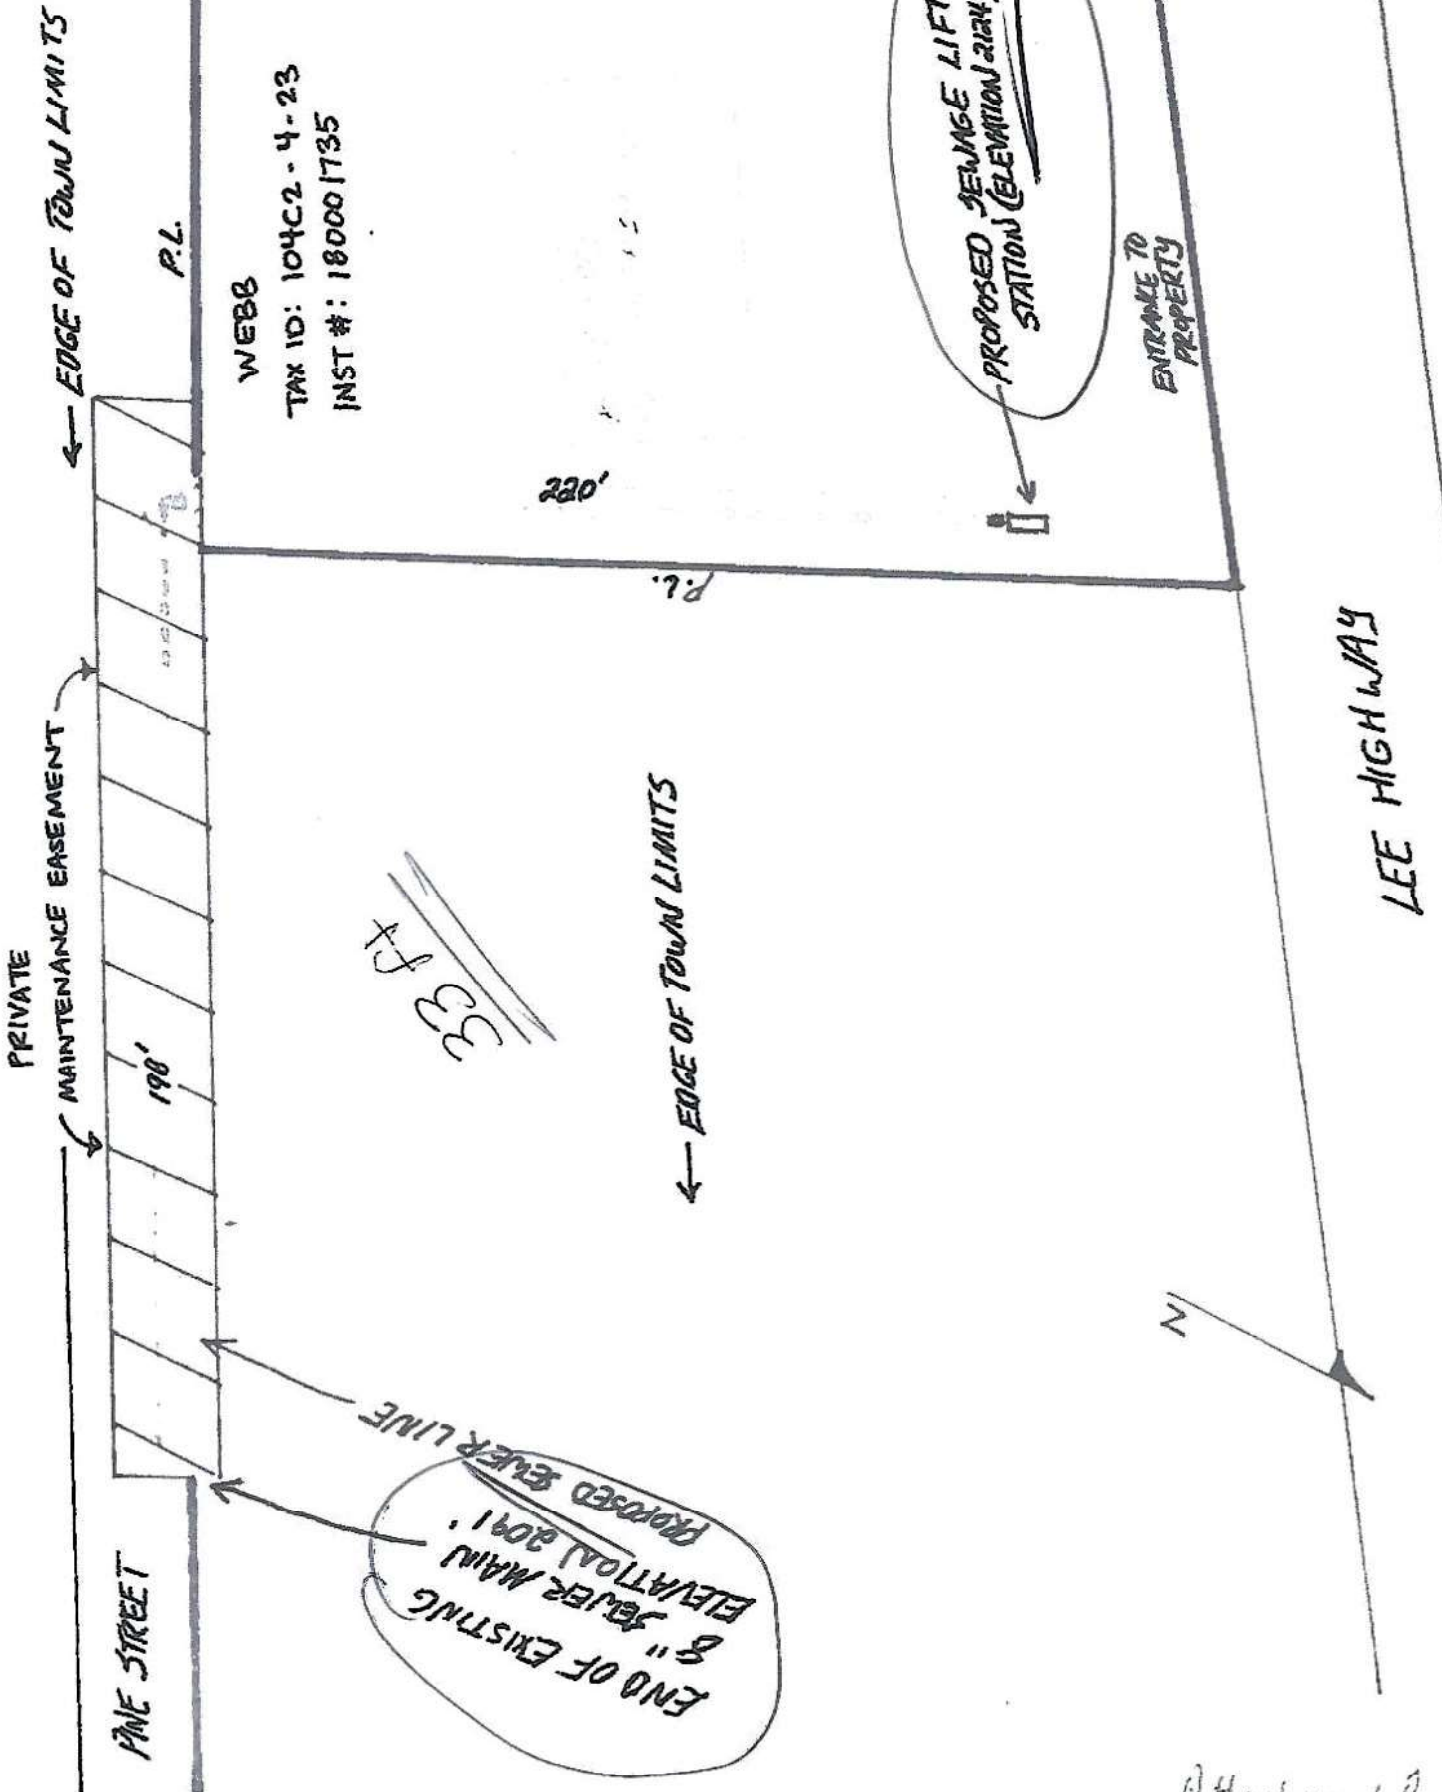 PRIVATE
MAINTENANCE EASEMENT
← EDGE OF TOWN LIMITS
P.L.
198'
PINE STREET
WEBB
TAX ID: 104C2-4-23
INST #: 180001735
220'
P.L.
33 ft
← EDGE OF TOWN LIMITS
PROPOSED SEWER LINE
END OF EXISTING
8" SEWER MAIN
ELEVATION 2091'
PROPOSED SEWAGE LIFT
STATION (ELEVATION 2124
ENTRANCE TO
PROPERTY
N
LEE HIGHWAY